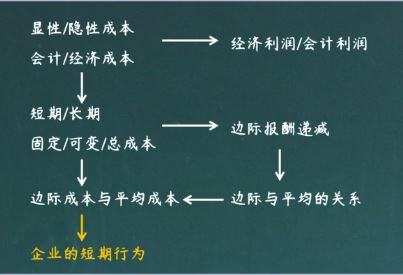 显性/隐性成本
会计/经济成本
经济利润/会计利润
短期/长期
固定/可变/总成本
边际报酬递减
边际成本与平均成本
边际与平均的关系
企业的短期行为